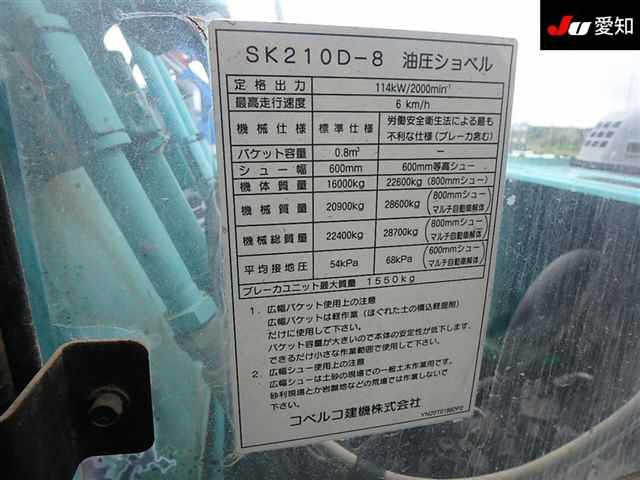 JU 愛知
SK210D-8 油圧ショベル
定格出力 114kW/2000min⁻¹
最高走行速度 6 km/h
機械仕様 標準仕様 労働安全衛生法による最も不利な仕様(ブレーカ含む)
バケット容量 0.8m³ —
シュー幅 600mm 600mm等高シュー
機体質量 16000kg 22600kg (800mmシュー)
機械質量 20900kg 28600kg (800mmシュー マルチ自動車解体)
機械総質量 22400kg 28700kg (800mmシュー マルチ自動車解体)
平均接地圧 54kPa 68kPa (600mmシュー マルチ自動車解体)
ブレーカユニット最大質量 1550kg
1. 広幅バケット使用上の注意
広幅バケットは軽作業(ほぐれた土の積込軽掘削)
だけに使用して下さい。
バケット容量が大きいので本体の安定性が低下します。
できるだけ小さな作業範囲で使用して下さい。
2. 広幅シュー使用上の注意
広幅シューは土砂の現場での一般土木作業用です。
砂利現場とか岩盤地などの荒場では作業しないで
下さい。
コベルコ建機株式会社